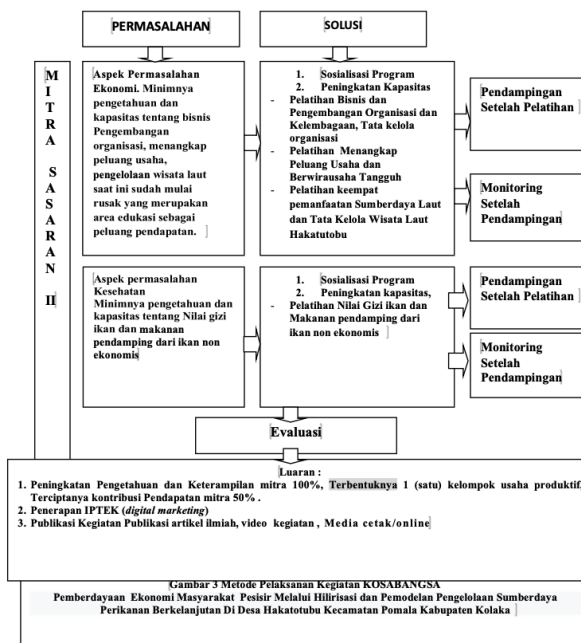 PERMASALAHAN
SOLUSI
MITRA SASARAN II
Aspek Permasalahan
Ekonomi. Minimnya
pengetahuan dan
kapasitas tentang bisnis
Pengembangan
organisasi, menangkap
peluang usaha,
pengelolaan wisata laut
saat ini sudah mulai
rusak yang merupakan
area edukasi sebagai
peluang pendapatan.
1. Sosialisasi Program
2. Peningkatan Kapasitas
- Pelatihan Bisnis dan
Pengembangan Organisasi dan
Kelembagaan, Tata kelola
organisasi
- Pelatihan Menangkap
Peluang Usaha dan
Berwirausaha Tangguh
- Pelatihan keempat
pemanfaatan Sumberdaya Laut
dan Tata Kelola Wisata Laut
Hakatutobu
Pendampingan
Setelah Pelatihan
Monitoring
Setelah
Pendampingan
Aspek permasalahan
Kesehatan
Minimnya pengetahuan dan
kapasitas tentang Nilai gizi
ikan dan makanan
pendamping dari ikan non
ekonomis
1. Sosialisasi Program
2. Peningkatan kapasitas,
- Pelatihan Nilai Gizi ikan dan
Makanan pendamping dari
ikan non ekonomis
Pendampingan
Setelah Pelatihan
Monitoring
Setelah
Pendampingan
Evaluasi
Luaran :
1. Peningkatan Pengetahuan dan Keterampilan mitra 100%, Terbentuknya 1 (satu) kelompok usaha produktif,
Terciptanya kontribusi Pendapatan mitra 50% .
2. Penerapan IPTEK (digital marketing)
3. Publikasi Kegiatan Publikasi artikel ilmiah, video kegiatan , Media cetak/online
Gambar 3 Metode Pelaksanan Kegiatan KOSABANGSA
Pemberdayaan Ekonomi Masyarakat Pesisir Melalui Hilirisasi dan Pemodelan Pengelolaan Sumberdaya
Perikanan Berkelanjutan Di Desa Hakatotubu Kecamatan Pomala Kabupaten Kolaka